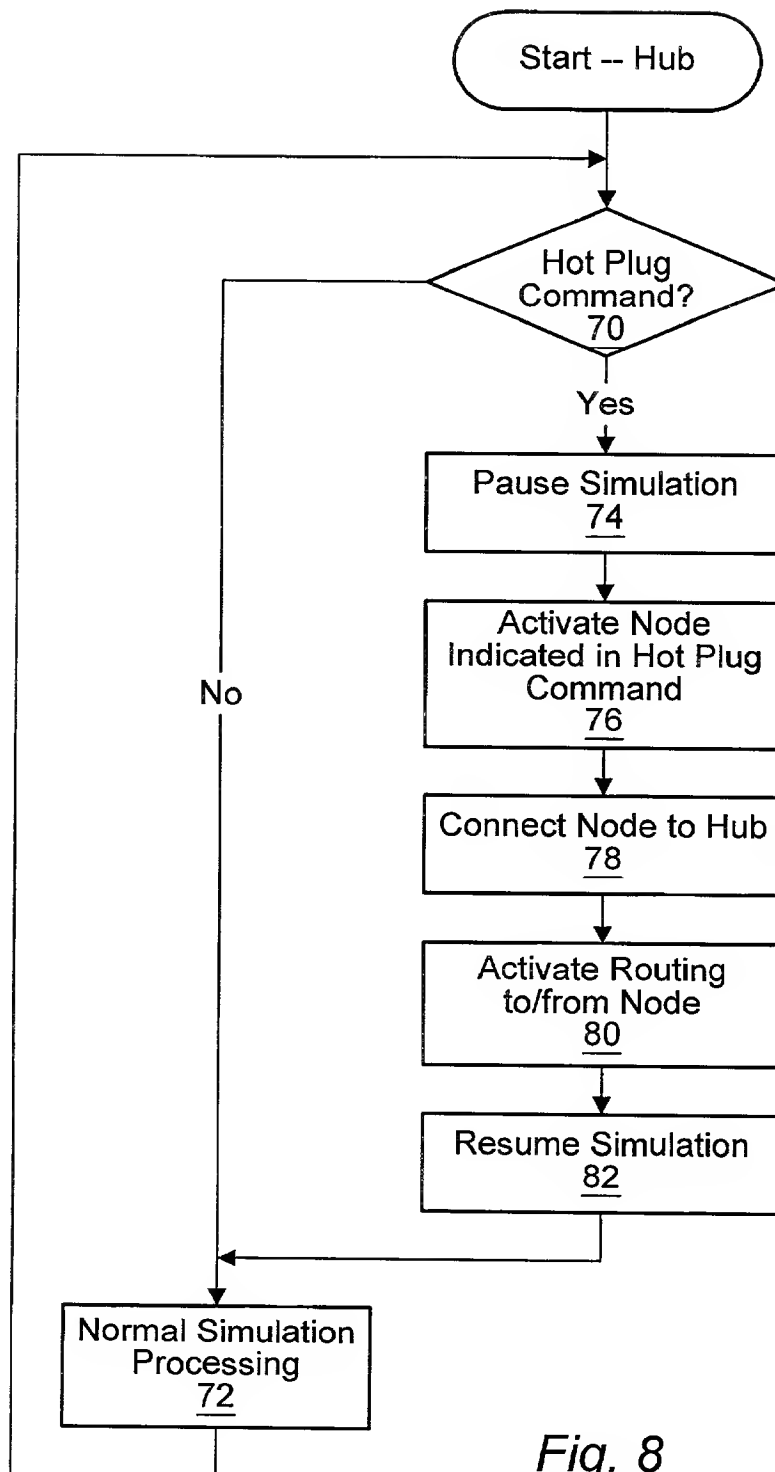 Start -- Hub
Hot Plug
Command?
70
Yes
Pause Simulation
74
Activate Node
Indicated in Hot Plug
Command
76
No
Connect Node to Hub
78
Activate Routing
to/from Node
80
Resume Simulation
82
Normal Simulation
Processing
72
Fig. 8